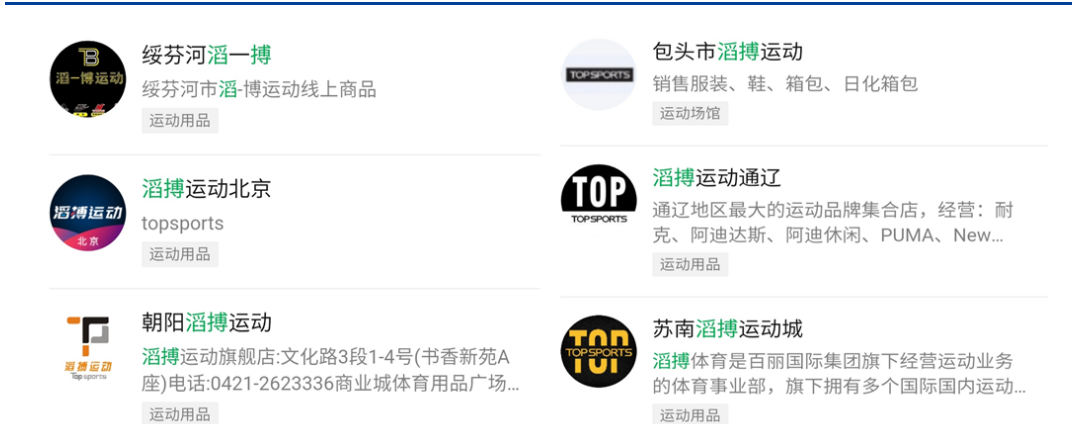 滔一博运动
绥芬河滔一搏
绥芬河市滔-博运动线上商品
运动用品
滔搏运动
北京
滔搏运动北京
topsports
运动用品
滔搏运动
Top sports
朝阳滔搏运动
滔搏运动旗舰店:文化路3段1-4号(书香新苑A
座)电话:0421-2623336商业城体育用品广场...
运动用品
TOPSPORTS
包头市滔搏运动
销售服装、鞋、箱包、日化箱包
运动场馆
TOP
TOPSPORTS
滔搏运动通辽
通辽地区最大的运动品牌集合店，经营：耐
克、阿迪达斯、阿迪休闲、PUMA、New...
运动用品
TOP
TOPSPORTS
苏南滔搏运动城
滔搏体育是百丽国际集团旗下经营运动业务
的体育事业部，旗下拥有多个国际国内运动...
运动用品